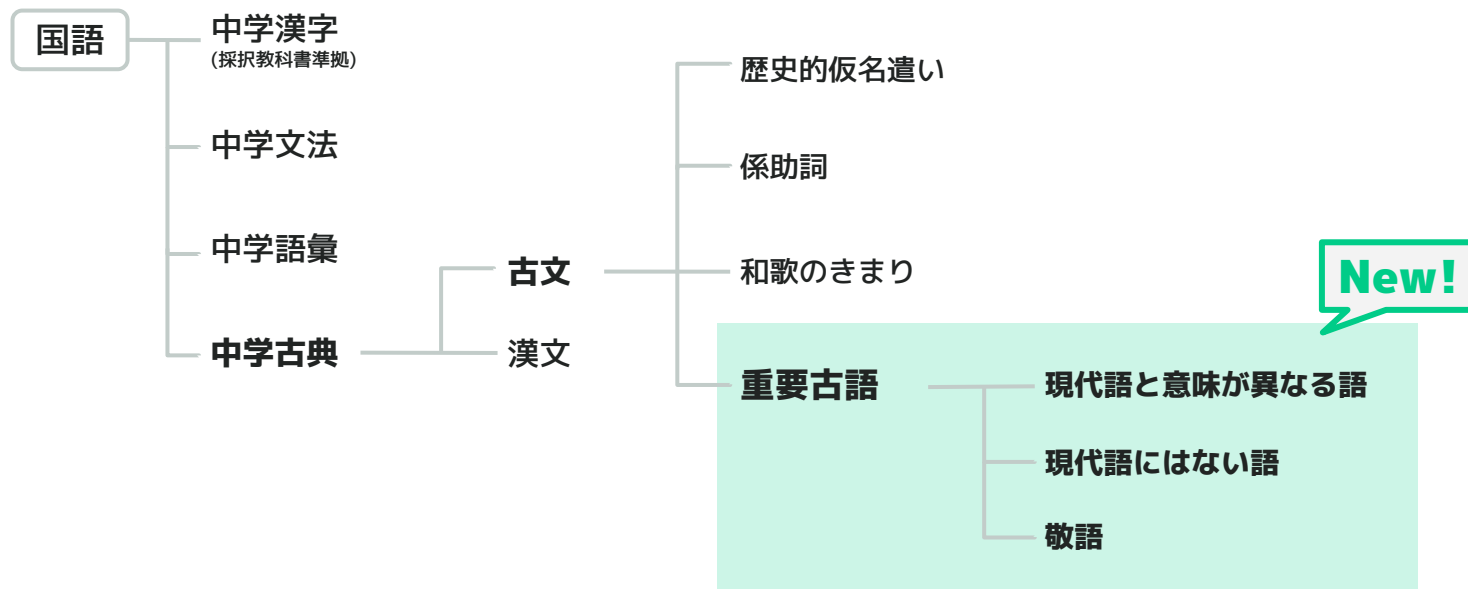 国語
中学漢字
(採択教科書準拠)
中学文法
中学語彙
中学古典
古文
漢文
歴史的仮名遣い
係助詞
和歌のきまり
New!
重要古語
現代語と意味が異なる語
現代語にはない語
敬語